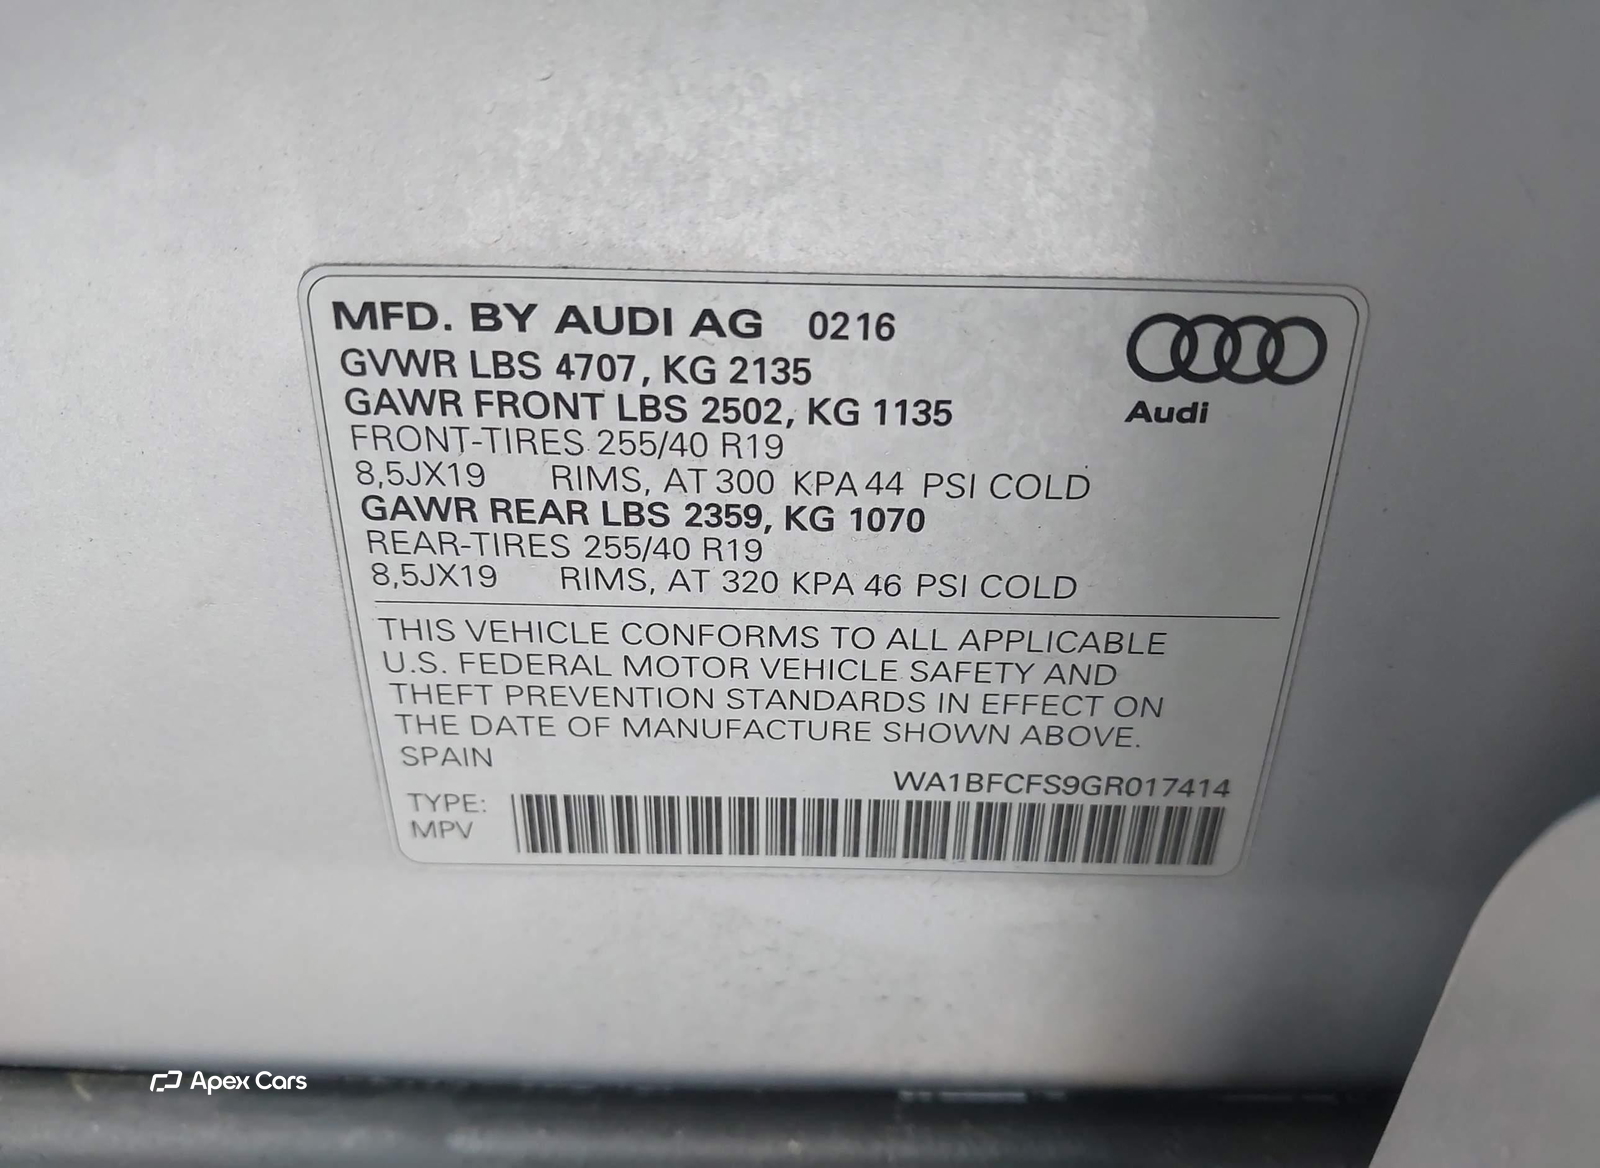 MFD. BY AUDI AG 0216
GVWR LBS 4707, KG 2135
GAWR FRONT LBS 2502, KG 1135
FRONT-TIRES 255/40 R19
8,5JX19 RIMS, AT 300 KPA 44 PSI COLD
GAWR REAR LBS 2359, KG 1070
REAR-TIRES 255/40 R19
8,5JX19 RIMS, AT 320 KPA 46 PSI COLD
Audi
THIS VEHICLE CONFORMS TO ALL APPLICABLE
U.S. FEDERAL MOTOR VEHICLE SAFETY AND
THEFT PREVENTION STANDARDS IN EFFECT ON
THE DATE OF MANUFACTURE SHOWN ABOVE.
SPAIN
WA1BFCFS9GR017414
TYPE:
MPV
Apex Cars